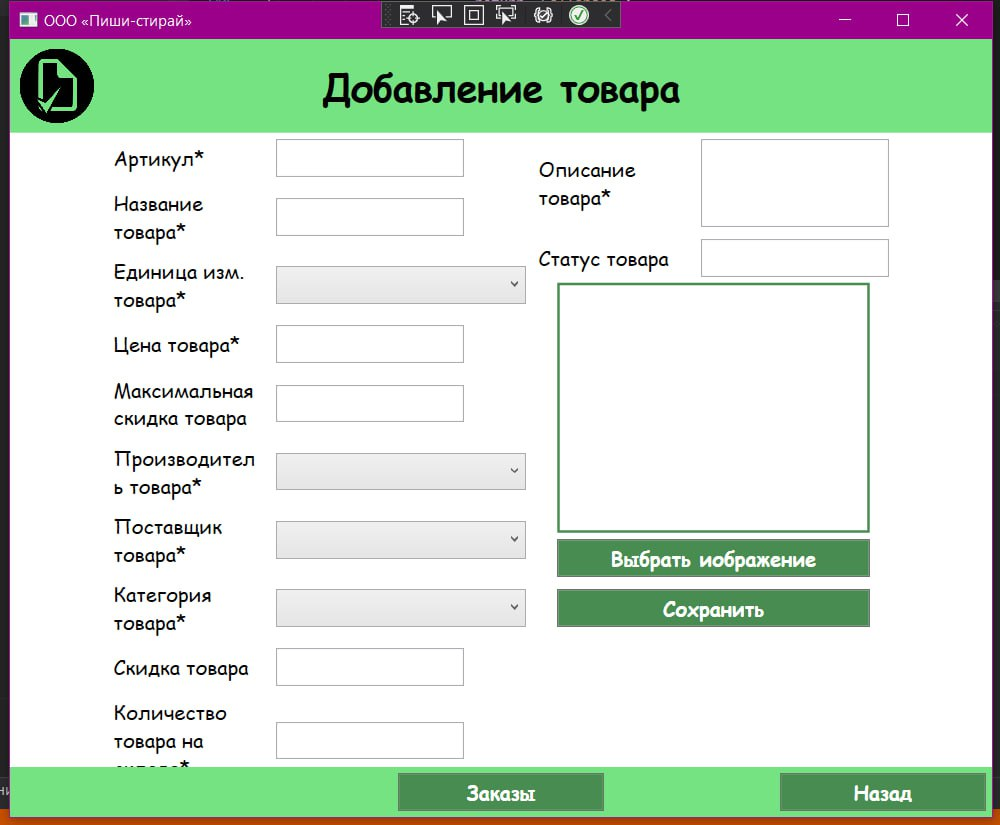 ООО «Пиши-стирай»
Добавление товара
Артикул*
Название
товара*
Единица изм.
товара*
Цена товара*
Максимальная
скидка товара
Производител
ь товара*
Поставщик
товара*
Категория
товара*
Скидка товара
Количество
товара на
Описание
товара*
Статус товара
Выбрать иображение
Сохранить
Заказы
Назад